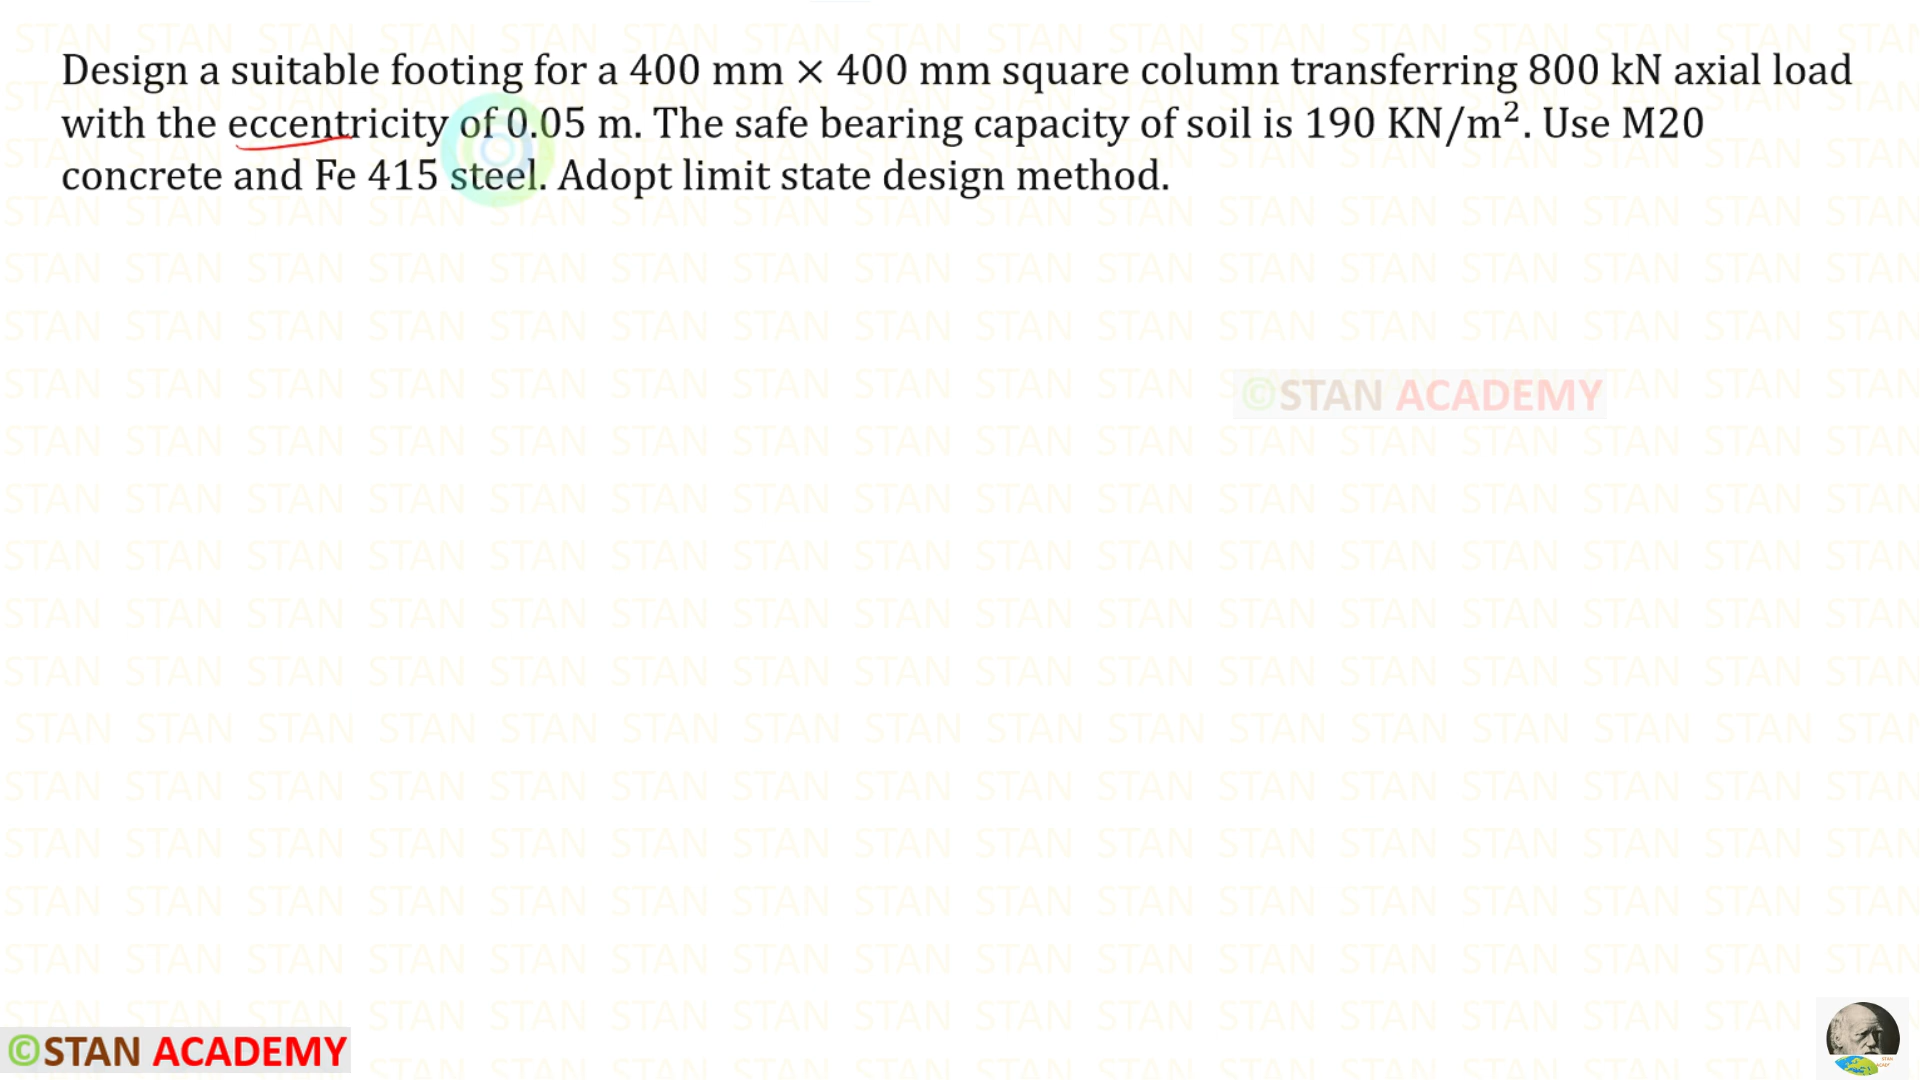 Design a suitable footing for a 400 mm × 400 mm square column transferring 800 kN axial load
with the eccentricity of 0.05 m. The safe bearing capacity of soil is 190 KN/m². Use M20
concrete and Fe 415 steel. Adopt limit state design method.
©STAN ACADEMY
©STAN ACADEMY